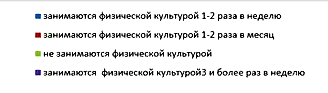 занимаются физической культурой 1-2 раза в неделю
занимаются физической культурой 1-2 раза в месяц
не занимаются физической культурой
занимаются физической культурой3 и более раз в неделю